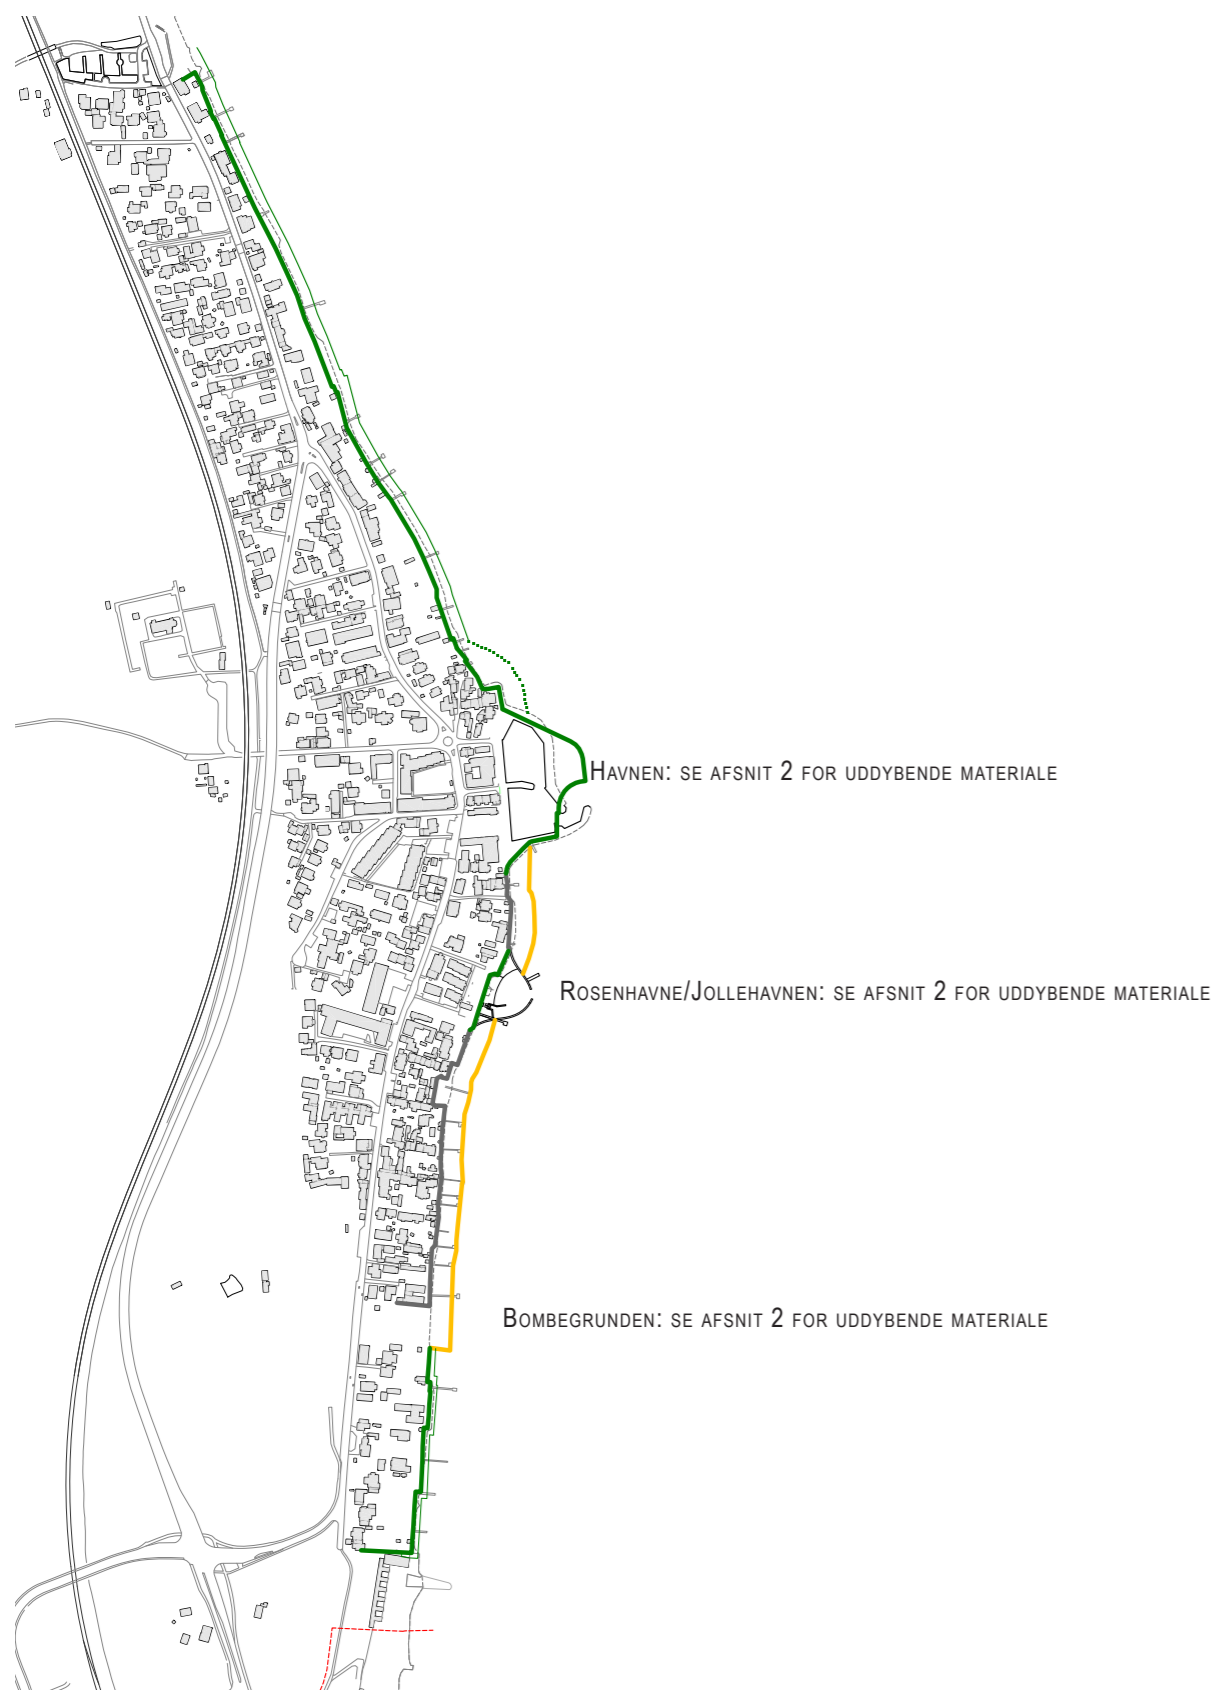 Havnen: se afsnit 2 for uddybende materiale
Rosenhavne/Jollehavnen: se afsnit 2 for uddybende materiale
Bombegrunden: se afsnit 2 for uddybende materiale